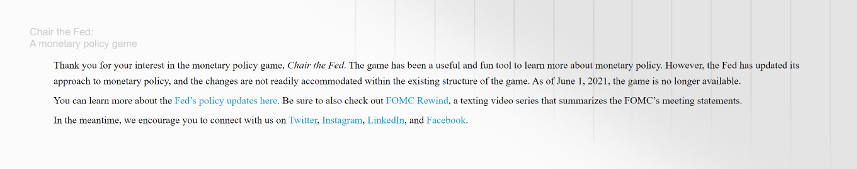 Chair the Fed:
A monetary policy game
Thank you for your interest in the monetary policy game, Chair the Fed. The game has been a useful and fun tool to learn more about monetary policy. However, the Fed has updated its
approach to monetary policy, and the changes are not readily accommodated within the existing structure of the game. As of June 1, 2021, the game is no longer available.
You can learn more about the Fed's policy updates here. Be sure to also check out FOMC Rewind, a texting video series that summarizes the FOMC's meeting statements.
In the meantime, we encourage you to connect with us on Twitter, Instagram, LinkedIn, and Facebook.